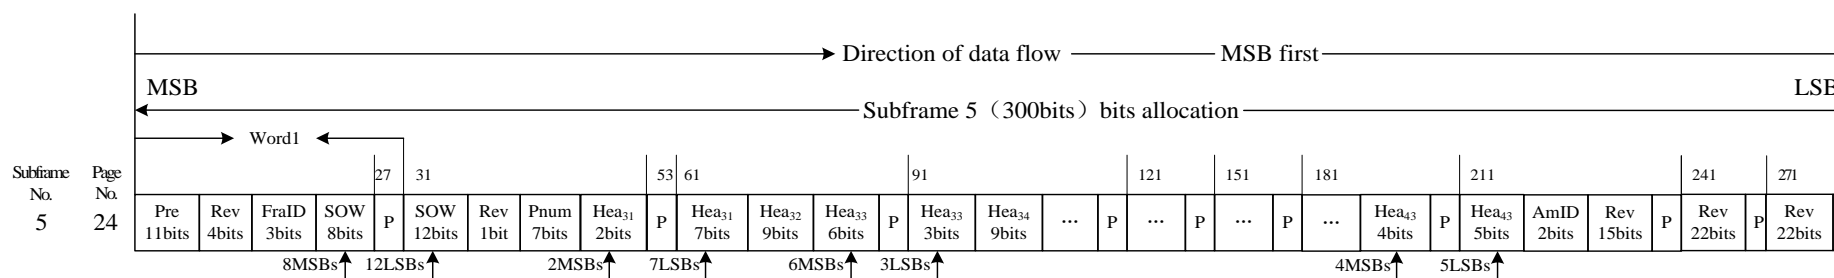 Direction of data flow MSB first
MSB LSB
Subframe 5（300bits）bits allocation
Word1
Subframe No. Page No. 27 31 53 61 91 121 151 181 211 241 271
5 24 Pre 11bits Rev 4bits FraID 3bits SOW 8bits P SOW 12bits Rev 1bit Pnum 7bits Hea₃₁ 2bits P Hea₃₁ 7bits Hea₃₂ 9bits Hea₃₃ 6bits P Hea₃₃ 3bits Hea₃₄ 9bits ... P ... P ... P ... Hea₄₃ 4bits P Hea₄₃ 5bits AmID 2bits Rev 15bits P Rev 22bits P Rev 22bits
8MSBs 12LSBs 2MSBs 7LSBs 6MSBs 3LSBs 4MSBs 5LSBs